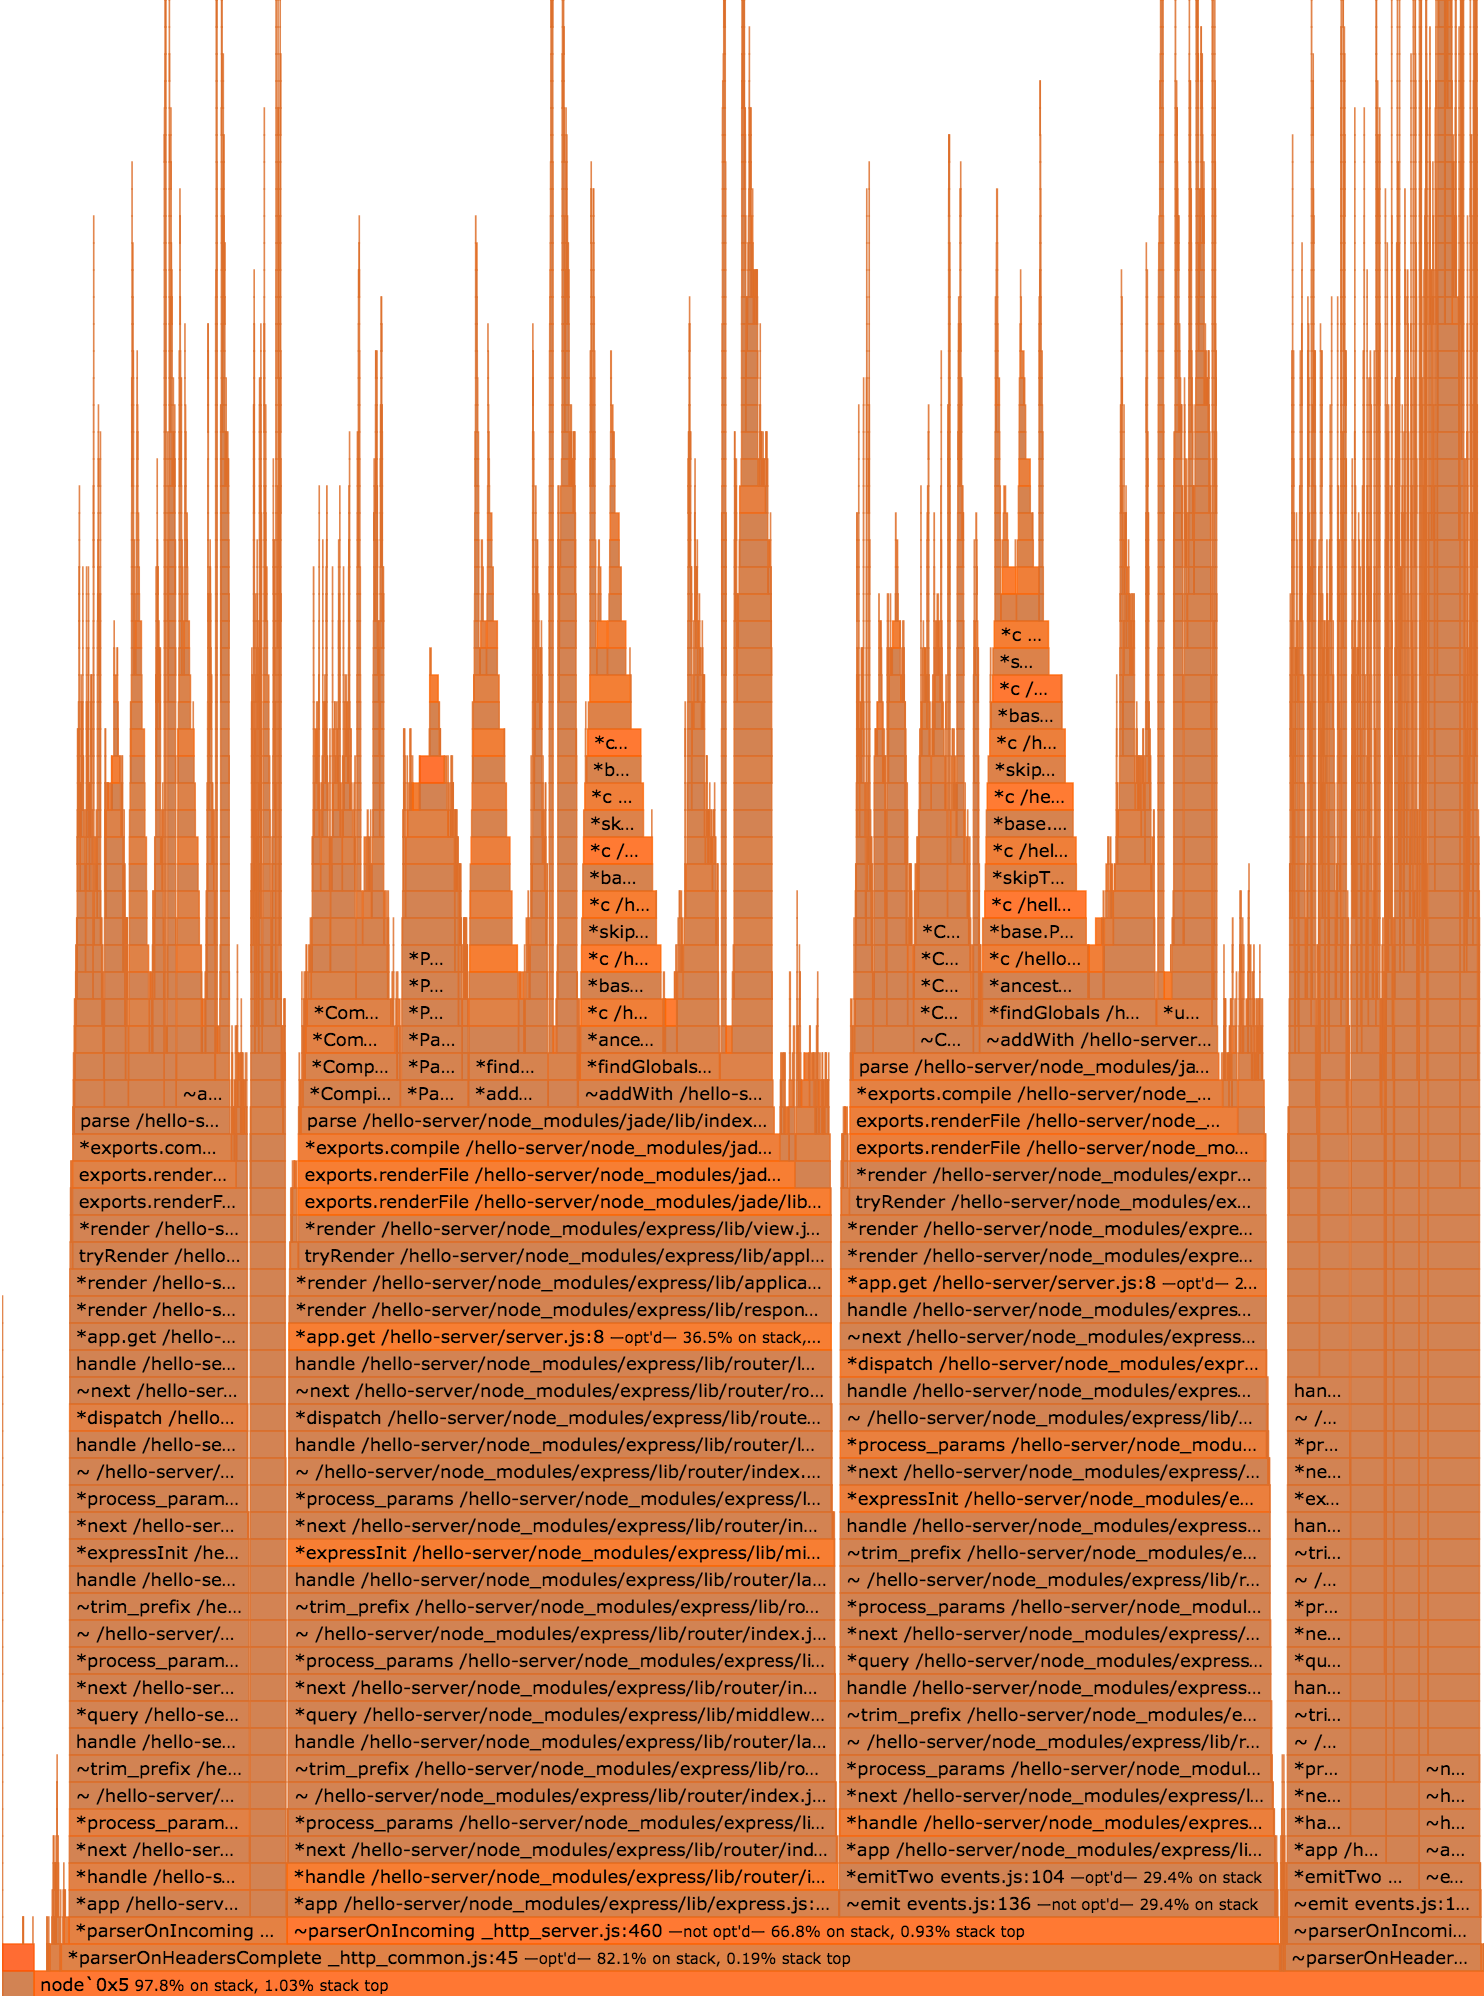 *c ...
*s...
*c /...
*bas...
*c... *c /h...
*b... *skip...
*c ... *c /he...
*sk... *base....
*c /... *c /hel...
*ba... *skipT...
*c /h... *c /hell...
*skip... *C... *base.P...
*P... *c /h... *C... *c /hello...
*P... *bas... *C... *ancest...
*Com... *P... *c /h... *C... *findGlobals /h... *u...
*Com... *Pa... *ance... ~C... ~addWith /hello-server...
*Comp... *Pa... *find... *findGlobals... parse /hello-server/node_modules/ja...
~a... *Compi... *Pa... *add... ~addWith /hello-s... *exports.compile /hello-server/node_...
parse /hello-s... parse /hello-server/node_modules/jade/lib/index... exports.renderFile /hello-server/node_...
*exports.com... *exports.compile /hello-server/node_modules/jad... exports.renderFile /hello-server/node_mo...
exports.render... exports.renderFile /hello-server/node_modules/jad... *render /hello-server/node_modules/expr...
exports.renderF... exports.renderFile /hello-server/node_modules/jade/lib... tryRender /hello-server/node_modules/ex...
*render /hello-s... *render /hello-server/node_modules/express/lib/view.j... *render /hello-server/node_modules/expre...
tryRender /hello... tryRender /hello-server/node_modules/express/lib/appl... *render /hello-server/node_modules/expre...
*render /hello-s... *render /hello-server/node_modules/express/lib/applica... *app.get /hello-server/server.js:8 —opt'd— 2...
*render /hello-s... *render /hello-server/node_modules/express/lib/respon... handle /hello-server/node_modules/expres...
*app.get /hello-... *app.get /hello-server/server.js:8 —opt'd— 36.5% on stack,... ~next /hello-server/node_modules/express...
handle /hello-se... handle /hello-server/node_modules/express/lib/router/l... *dispatch /hello-server/node_modules/expr...
~next /hello-ser... ~next /hello-server/node_modules/express/lib/router/ro... handle /hello-server/node_modules/expres... han...
*dispatch /hello... *dispatch /hello-server/node_modules/express/lib/route... ~ /hello-server/node_modules/express/lib/... ~ /...
handle /hello-se... handle /hello-server/node_modules/express/lib/router/l... *process_params /hello-server/node_modu... *pr...
~ /hello-server/... ~ /hello-server/node_modules/express/lib/router/index.... *next /hello-server/node_modules/express/... *ne...
*process_param... *process_params /hello-server/node_modules/express/l... *expressInit /hello-server/node_modules/e... *ex...
*next /hello-ser... *next /hello-server/node_modules/express/lib/router/in... handle /hello-server/node_modules/express... han...
*expressInit /he... *expressInit /hello-server/node_modules/express/lib/mi... ~trim_prefix /hello-server/node_modules/e... ~tri...
handle /hello-se... handle /hello-server/node_modules/express/lib/router/la... ~ /hello-server/node_modules/express/lib/r... ~ /...
~trim_prefix /he... ~trim_prefix /hello-server/node_modules/express/lib/ro... *process_params /hello-server/node_modul... *pr...
~ /hello-server/... ~ /hello-server/node_modules/express/lib/router/index.j... *next /hello-server/node_modules/express/... *ne...
*process_param... *process_params /hello-server/node_modules/express/li... *query /hello-server/node_modules/express... *qu...
*next /hello-ser... *next /hello-server/node_modules/express/lib/router/in... handle /hello-server/node_modules/express... han...
*query /hello-se... *query /hello-server/node_modules/express/lib/middlew... ~trim_prefix /hello-server/node_modules/e... ~tri...
handle /hello-se... handle /hello-server/node_modules/express/lib/router/la... ~ /hello-server/node_modules/express/lib/r... ~ /...
~trim_prefix /he... ~trim_prefix /hello-server/node_modules/express/lib/ro... *process_params /hello-server/node_modul... *pr... ~n...
~ /hello-server/... ~ /hello-server/node_modules/express/lib/router/index.j... *next /hello-server/node_modules/express/l... *ne... ~h...
*process_param... *process_params /hello-server/node_modules/express/li... *handle /hello-server/node_modules/expres... *ha... ~h...
*next /hello-ser... *next /hello-server/node_modules/express/lib/router/ind... *app /hello-server/node_modules/express/li... *app /h... ~a...
*handle /hello-s... *handle /hello-server/node_modules/express/lib/router/i... *emitTwo events.js:104 —opt'd— 29.4% on stack *emitTwo ... ~e...
*app /hello-serv... *app /hello-server/node_modules/express/lib/express.js:... ~emit events.js:136 —not opt'd— 29.4% on stack ~emit events.js:1...
*parserOnIncoming ... ~parserOnIncoming _http_server.js:460 —not opt'd— 66.8% on stack, 0.93% stack top ~parserOnIncomi...
*parserOnHeadersComplete _http_common.js:45 —opt'd— 82.1% on stack, 0.19% stack top ~parserOnHeader...
node`0x5 97.8% on stack, 1.03% stack top